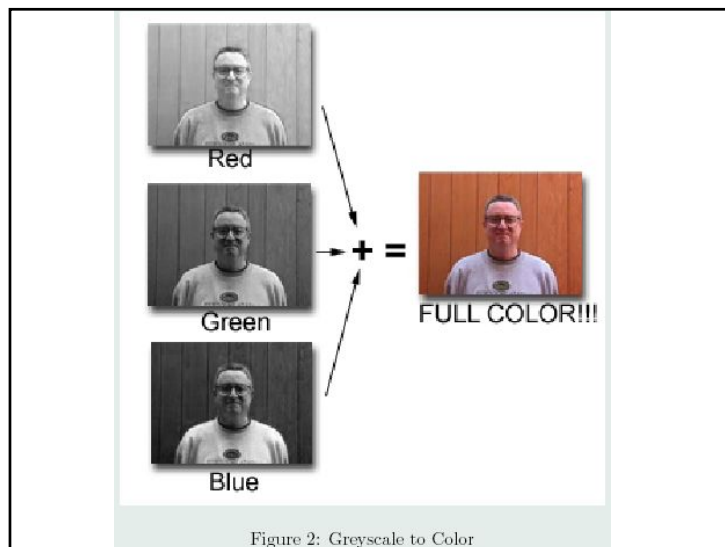 Red
Green
+ =
FULL COLOR!!!
Blue
Figure 2: Greyscale to Color